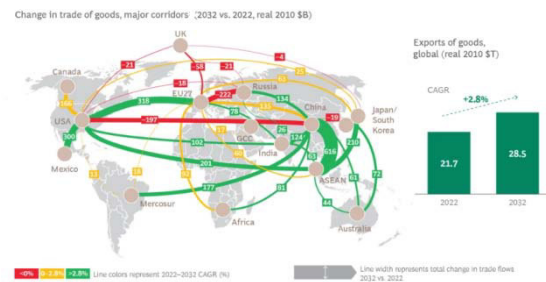 Change in trade of goods, major corridors (2032 vs. 2022, real 2010 $B)
Exports of goods,
global (real 2010 $T)
CAGR
+2.8%
21.7
28.5
2022
2032
UK
Canada
EU27
Russia
USA
China
Japan/
South
Korea
GCC
India
Mexico
ASEAN
Mercosur
Africa
Australia
-21
-58
-21
-4
-18
-222
318
134
-197
-19
300
78
26
124
616
210
102
201
177
61
72
44
<0%
0-2.8%
>2.8%
Line colors represent 2022–2032 CAGR (%)
Line width represents total change in trade flows
2032 vs. 2022